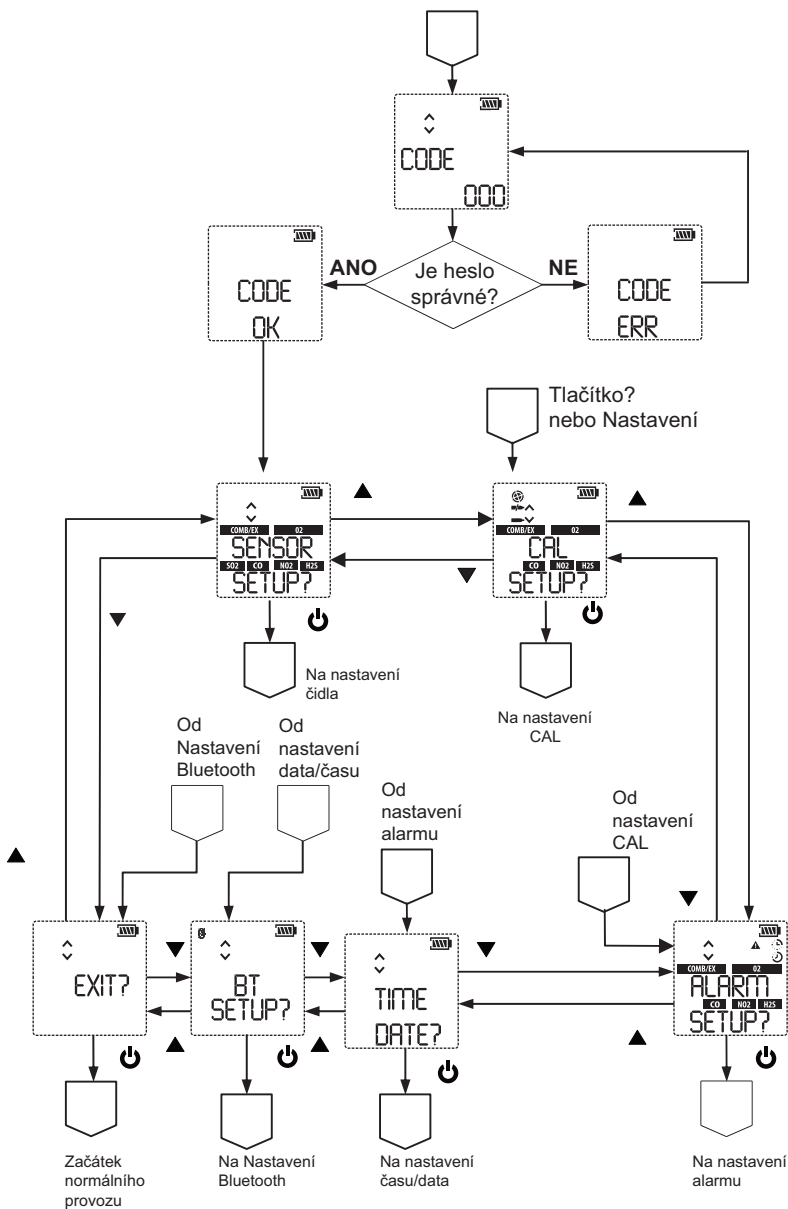 CODE
000
ANO
Je heslo
správné?
NE
CODE
OK
CODE
ERR
Tlačítko?
nebo Nastavení
COMB/EX O2
SENSOR
SO2 CO NO2 H2S
SETUP?
COMB/EX O2
CAL
CO NO2 H2S
SETUP?
Na nastavení
čidla
Na nastavení
CAL
Od
Nastavení
Bluetooth
Od
nastavení
data/času
Od
nastavení
alarmu
Od
nastavení
CAL
EXIT?
BT
SETUP?
TIME
DATE?
COMB/EX O2
ALARM
CO NO2 H2S
SETUP?
Začátek
normálního
provozu
Na Nastavení
Bluetooth
Na nastavení
času/data
Na nastavení
alarmu